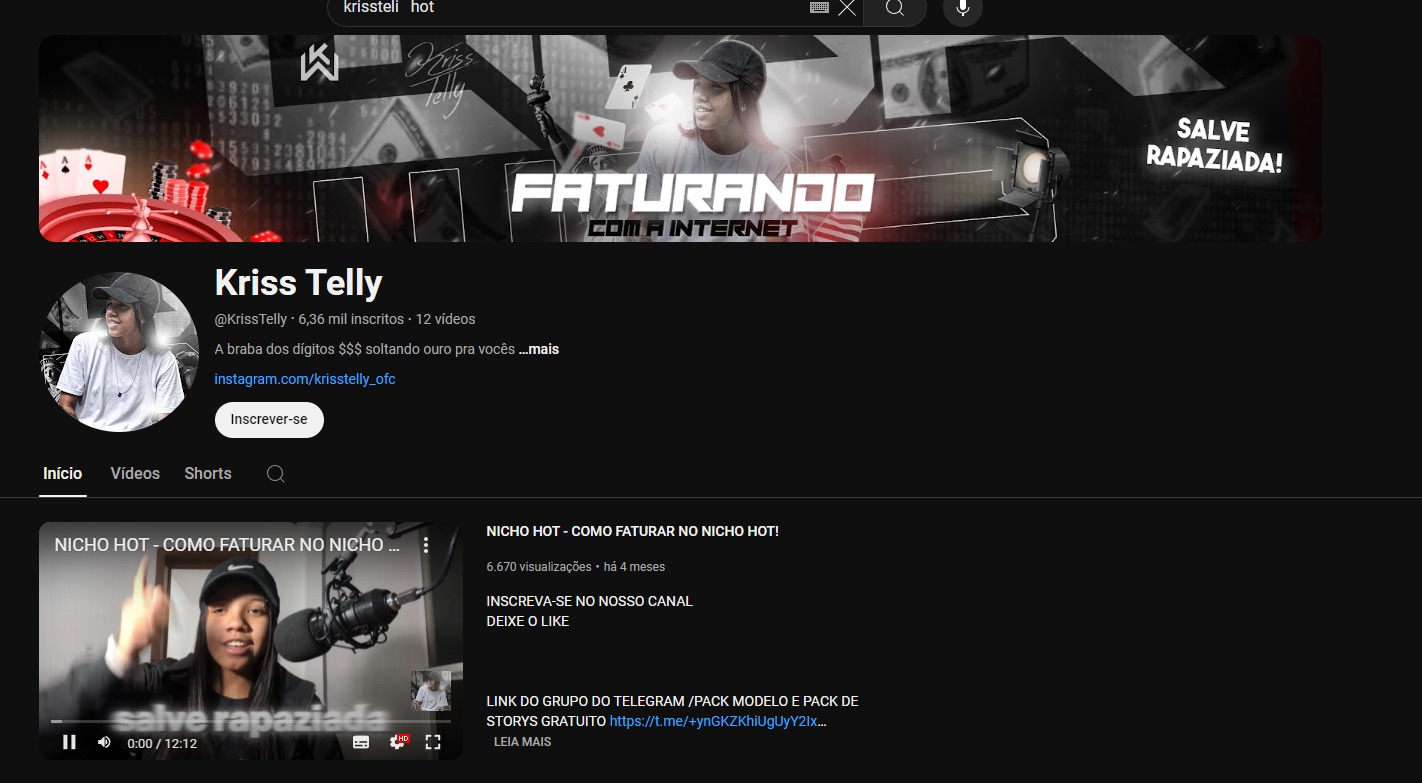 krissteli hot
Kriss
Telly
SALVE
RAPAZIADA!
FATURANDO
COM A INTERNET
Kriss Telly
@KrissTelly · 6,36 mil inscritos · 12 vídeos
A braba dos dígitos $$$ soltando ouro pra vocês ...mais
instagram.com/krisstelly_ofc
Inscrever-se
Início Vídeos Shorts
NICHO HOT - COMO FATURAR NO NICHO ...
salve rapaziada
0:00 / 12:12
HD
NICHO HOT - COMO FATURAR NO NICHO HOT!
6.670 visualizações · há 4 meses
INSCREVA-SE NO NOSSO CANAL
DEIXE O LIKE
LINK DO GRUPO DO TELEGRAM /PACK MODELO E PACK DE
STORYS GRATUITO https://t.me/+ynGKZKhiUgUyY2Ix...
LEIA MAIS